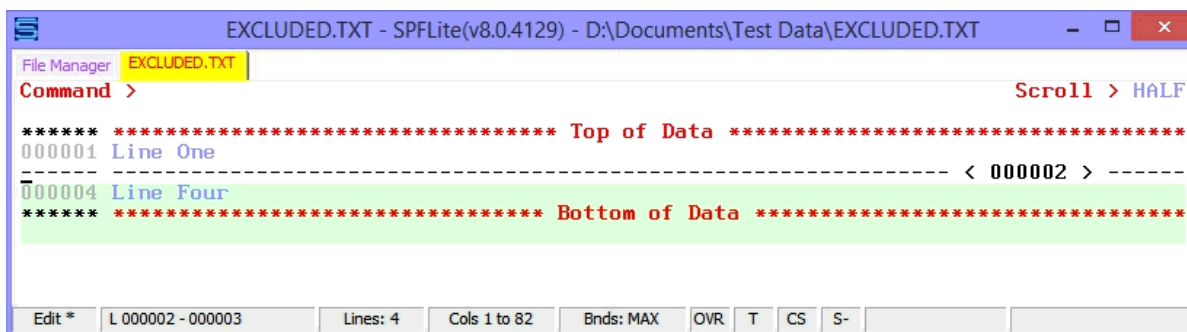 EXCLUDED.TXT - SPFLite(v8.0.4129) - D:\Documents\Test Data\EXCLUDED.TXT
File Manager EXCLUDED.TXT
Command > Scroll > HALF
****** ********************************** Top of Data ***********************************
000001 Line One
------ ---------------------------------------------------------------- < 000002 > ------
000004 Line Four
****** ********************************* Bottom of Data *********************************
Edit * L 000002 - 000003 Lines: 4 Cols 1 to 82 Bnds: MAX OVR T CS S-